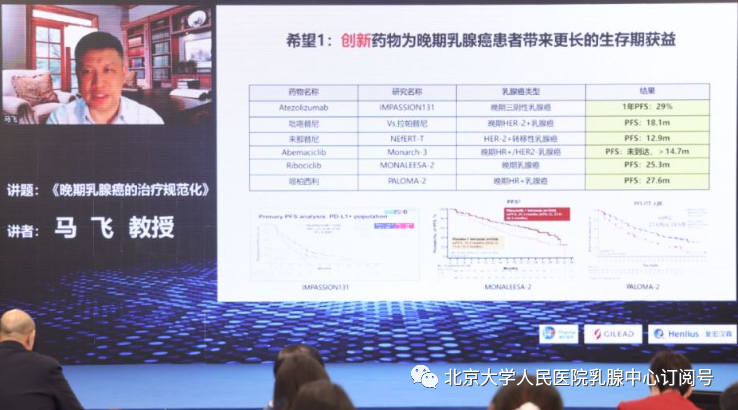 希望1：创新药物为晚期乳腺癌患者带来更长的生存期获益
药物名称 研究名称 乳腺癌类型 结果
Atezolizumab IMPASSION131 晚期三阴性乳腺癌 1年PFS：29%
吡咯替尼 Vs.拉帕替尼 晚期HER-2+乳腺癌 PFS：18.1m
来那替尼 NEfERT-T HER-2+转移性乳腺癌 PFS：12.9m
Abemaciclib Monarch-3 晚期HR+/HER2-乳腺癌 PFS：未到达，＞14.7m
Ribociclib MONALEESA-2 晚期乳腺癌 PFS：25.3m
哌柏西利 PALOMA-2 晚期HR+乳腺癌 PFS：27.6m
Primary PFS analysis: PD-L1+ population
IMPASSION131
MONALEESA-2
PALOMA-2
马飞
讲题：《晚期乳腺癌的治疗规范化》
讲者：马 飞 教授
GILEAD
Henlius 复宏汉霖
北京大学人民医院乳腺中心订阅号